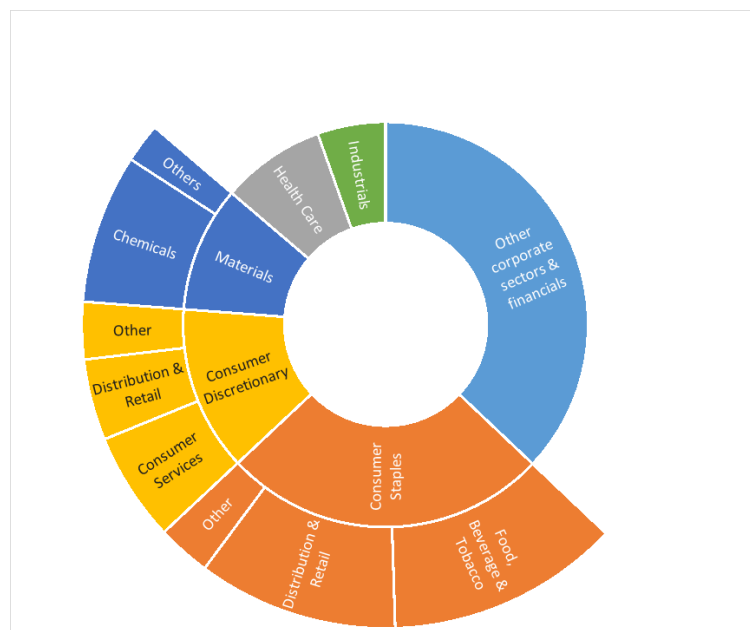 Other
corporate
sectors &
financials
Consumer
Staples
Food,
Beverage &
Tobacco
Distribution &
Retail
Other
Consumer
Discretionary
Consumer
Services
Distribution &
Retail
Other
Materials
Chemicals
Others
Health Care
Industrials